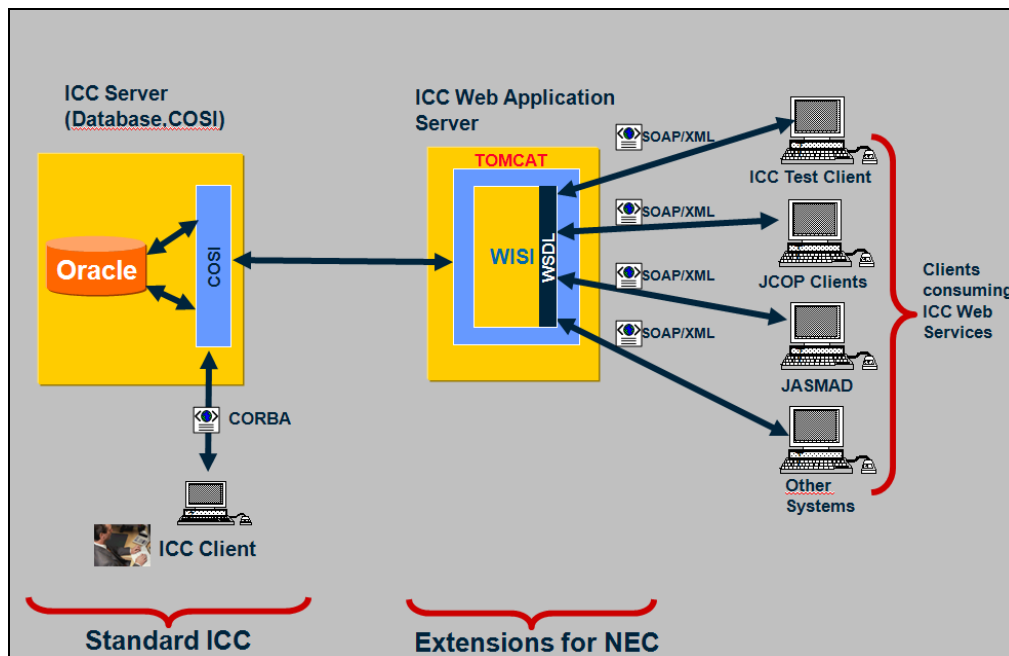 ICC Server
(Database,COSI)
Oracle
COSI
CORBA
ICC Client
Standard ICC
ICC Web Application
Server
TOMCAT
WISI
WSDL
Extensions for NEC
SOAP/XML
SOAP/XML
SOAP/XML
SOAP/XML
ICC Test Client
JCOP Clients
JASMAD
Other
Systems
Clients
consuming
ICC Web
Services